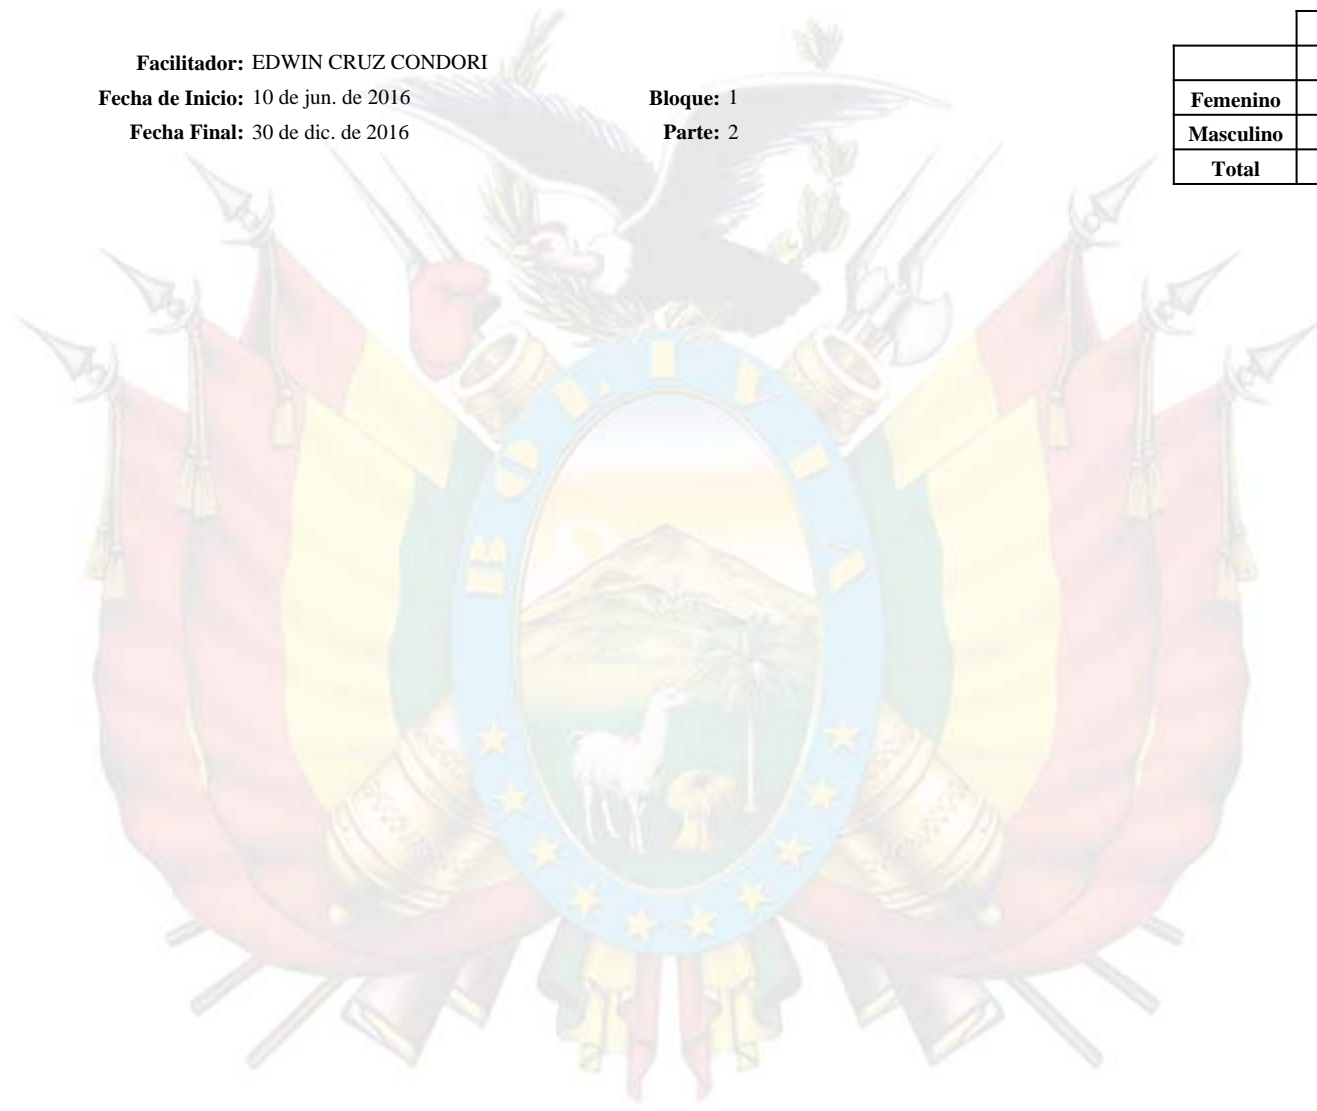 Facilitador: EDWIN CRUZ CONDORI
Fecha de Inicio: 10 de jun. de 2016 Bloque: 1
Fecha Final: 30 de dic. de 2016 Parte: 2
Femenino
Masculino
Total
BOLIVIA